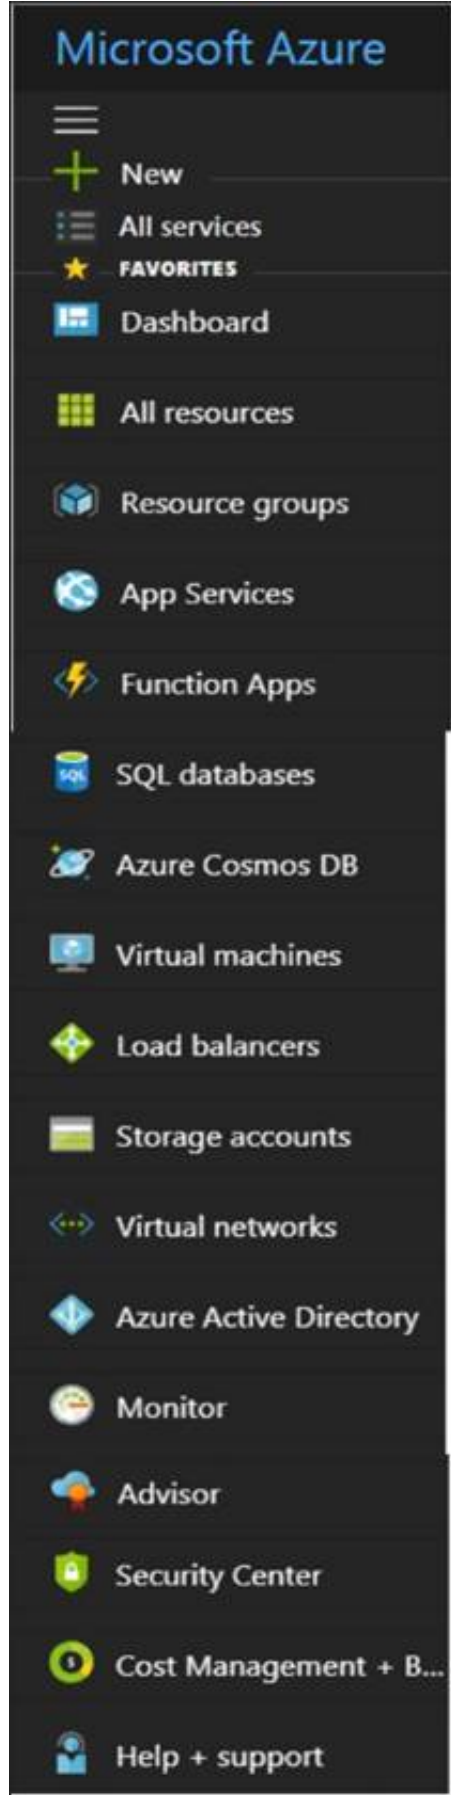 Microsoft Azure
New
All services
FAVORITES
Dashboard
All resources
Resource groups
App Services
Function Apps
SQL databases
Azure Cosmos DB
Virtual machines
Load balancers
Storage accounts
Virtual networks
Azure Active Directory
Monitor
Advisor
Security Center
Cost Management + B...
Help + support